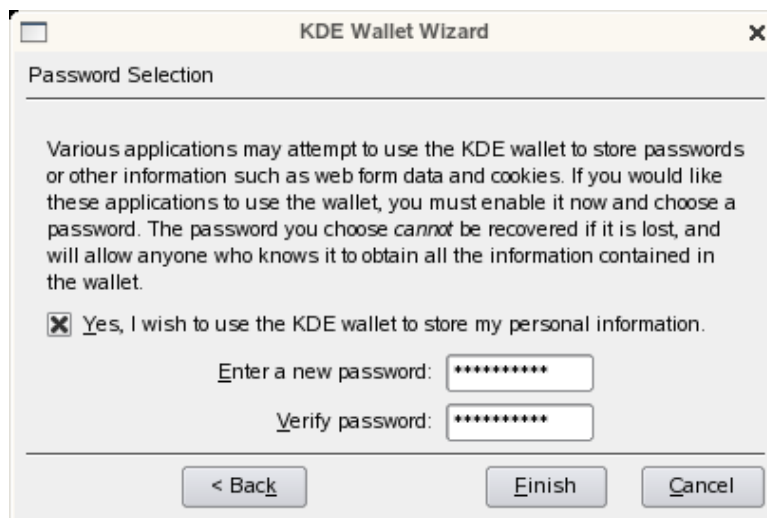 KDE Wallet Wizard
Password Selection
Various applications may attempt to use the KDE wallet to store passwords
or other information such as web form data and cookies. If you would like
these applications to use the wallet, you must enable it now and choose a
password. The password you choose cannot be recovered if it is lost, and
will allow anyone who knows it to obtain all the information contained in
the wallet.
Yes, I wish to use the KDE wallet to store my personal information.
Enter a new password: **********
Verify password: **********
< Back Finish Cancel